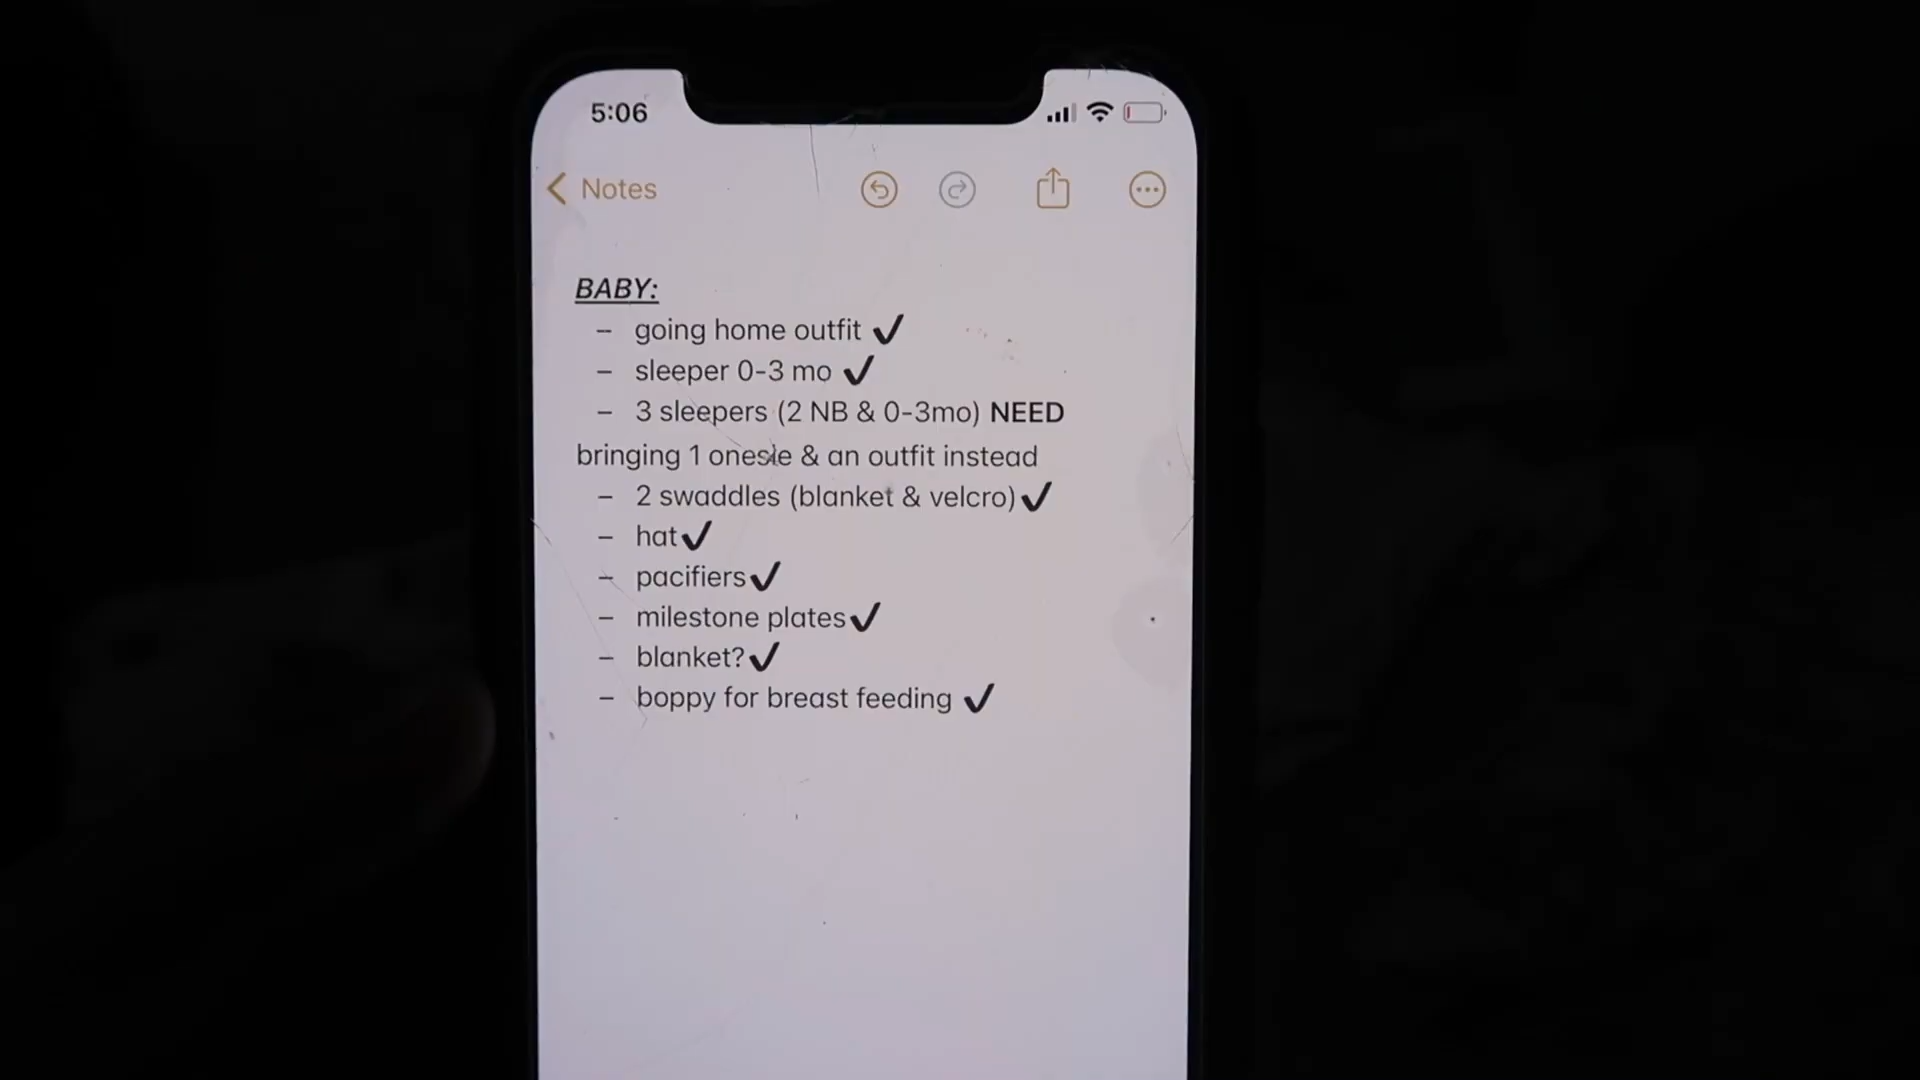 5:06
Notes
BABY:
- going home outfit ✔
- sleeper 0-3 mo ✔
- 3 sleepers (2 NB & 0-3mo) NEED
bringing 1 onesie & an outfit instead
- 2 swaddles (blanket & velcro)✔
- hat✔
- pacifiers✔
- milestone plates✔
- blanket?✔
- boppy for breast feeding ✔